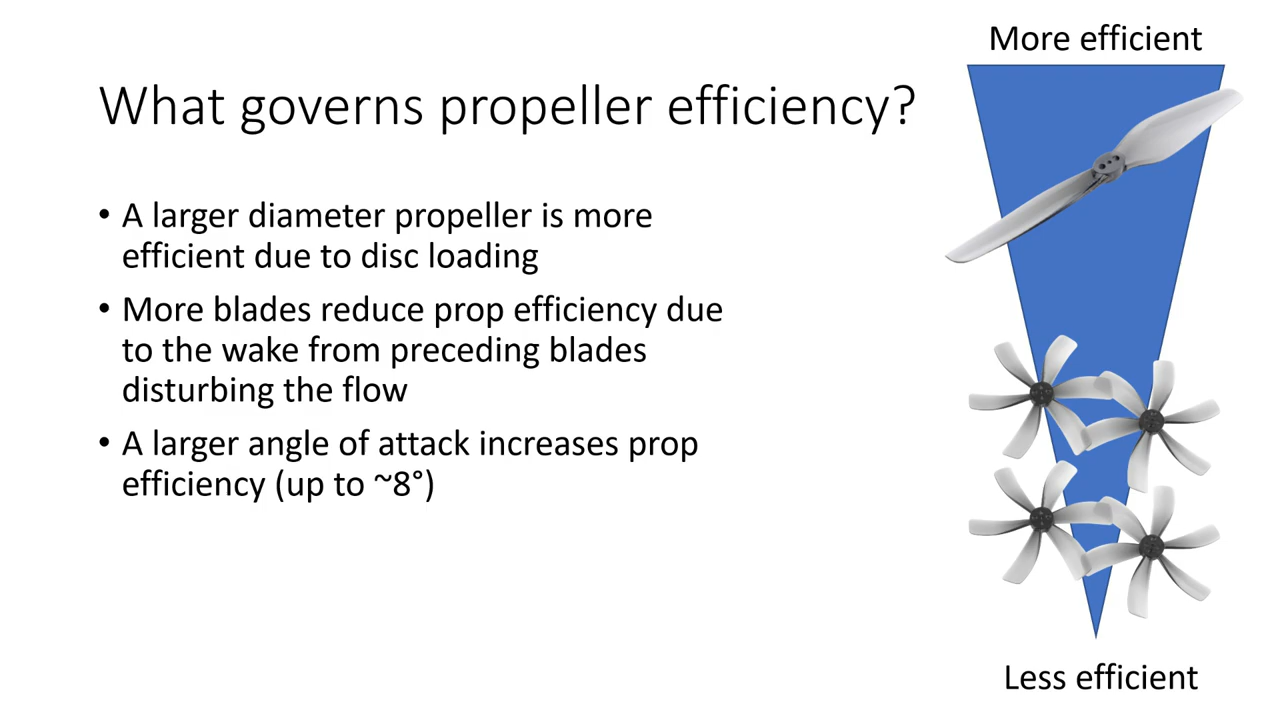 More efficient
What governs propeller efficiency?
• A larger diameter propeller is more
efficient due to disc loading
• More blades reduce prop efficiency due
to the wake from preceding blades
disturbing the flow
• A larger angle of attack increases prop
efficiency (up to ~8°)
Less efficient